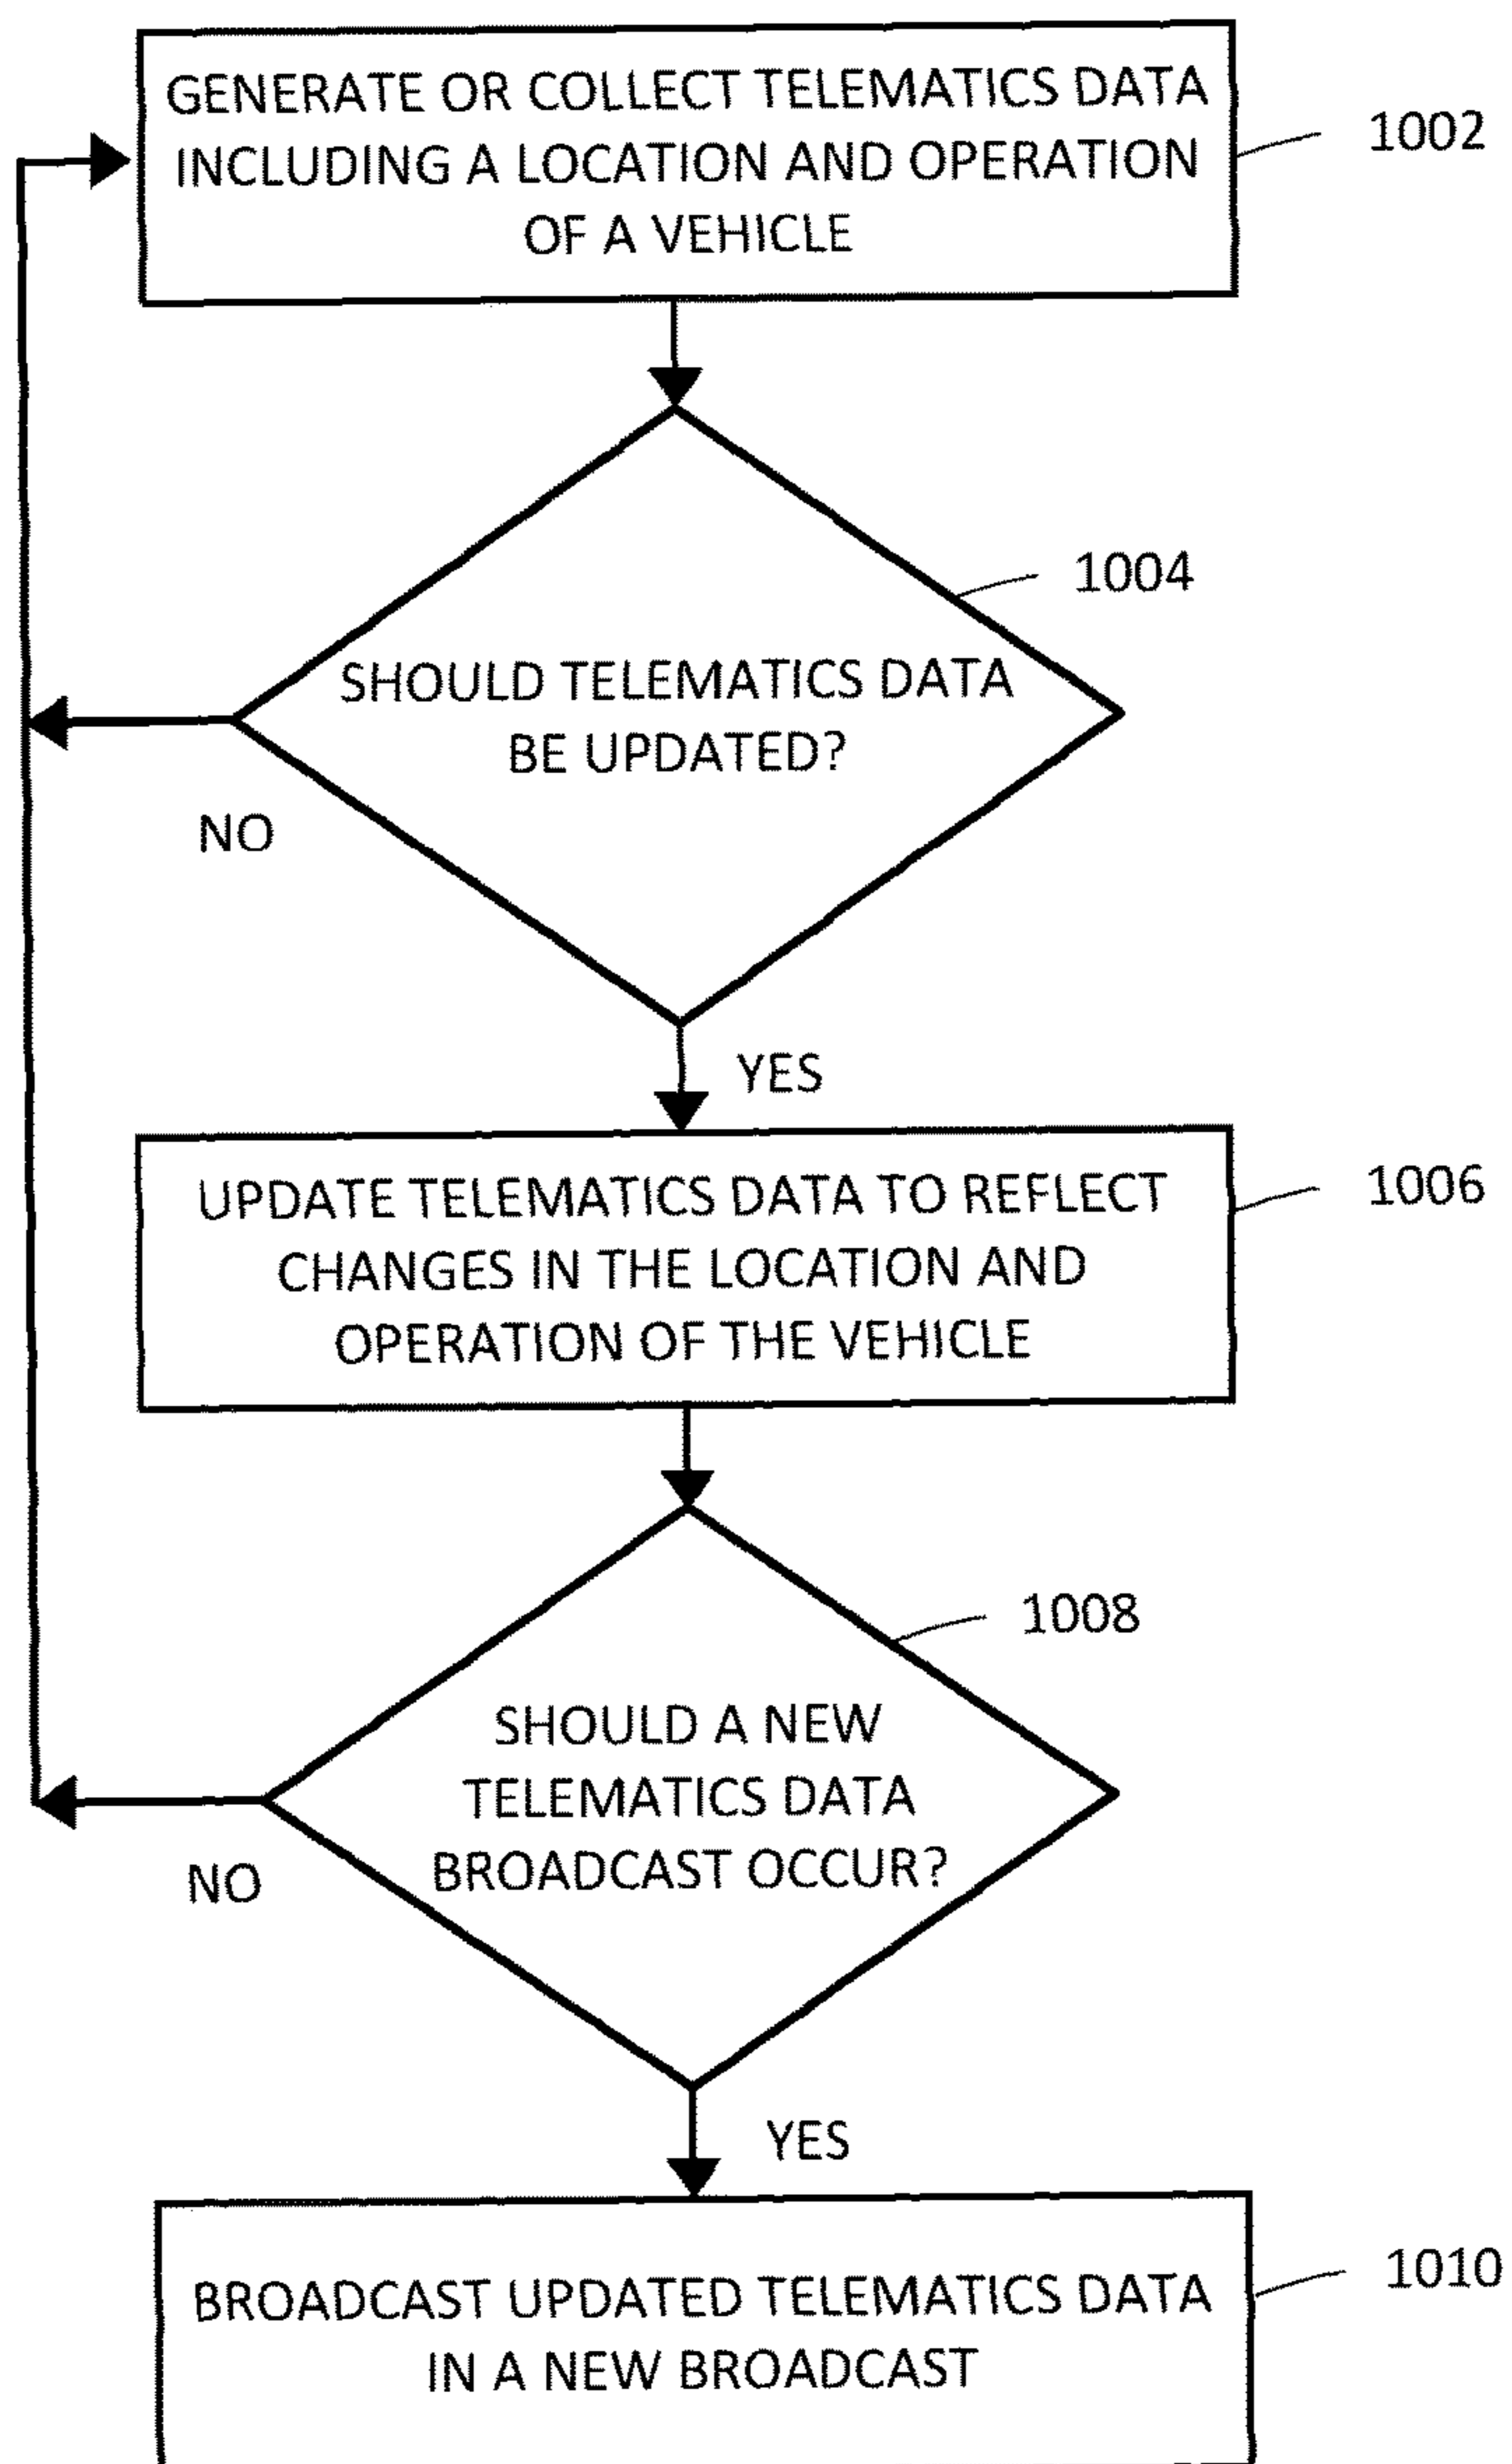 GENERATE OR COLLECT TELEMATICS DATA
INCLUDING A LOCATION AND OPERATION
OF A VEHICLE
1002
1004
SHOULD TELEMATICS DATA
BE UPDATED?
NO
YES
UPDATE TELEMATICS DATA TO REFLECT
CHANGES IN THE LOCATION AND
OPERATION OF THE VEHICLE
1006
1008
SHOULD A NEW
TELEMATICS DATA
BROADCAST OCCUR?
NO
YES
BROADCAST UPDATED TELEMATICS DATA
IN A NEW BROADCAST
1010